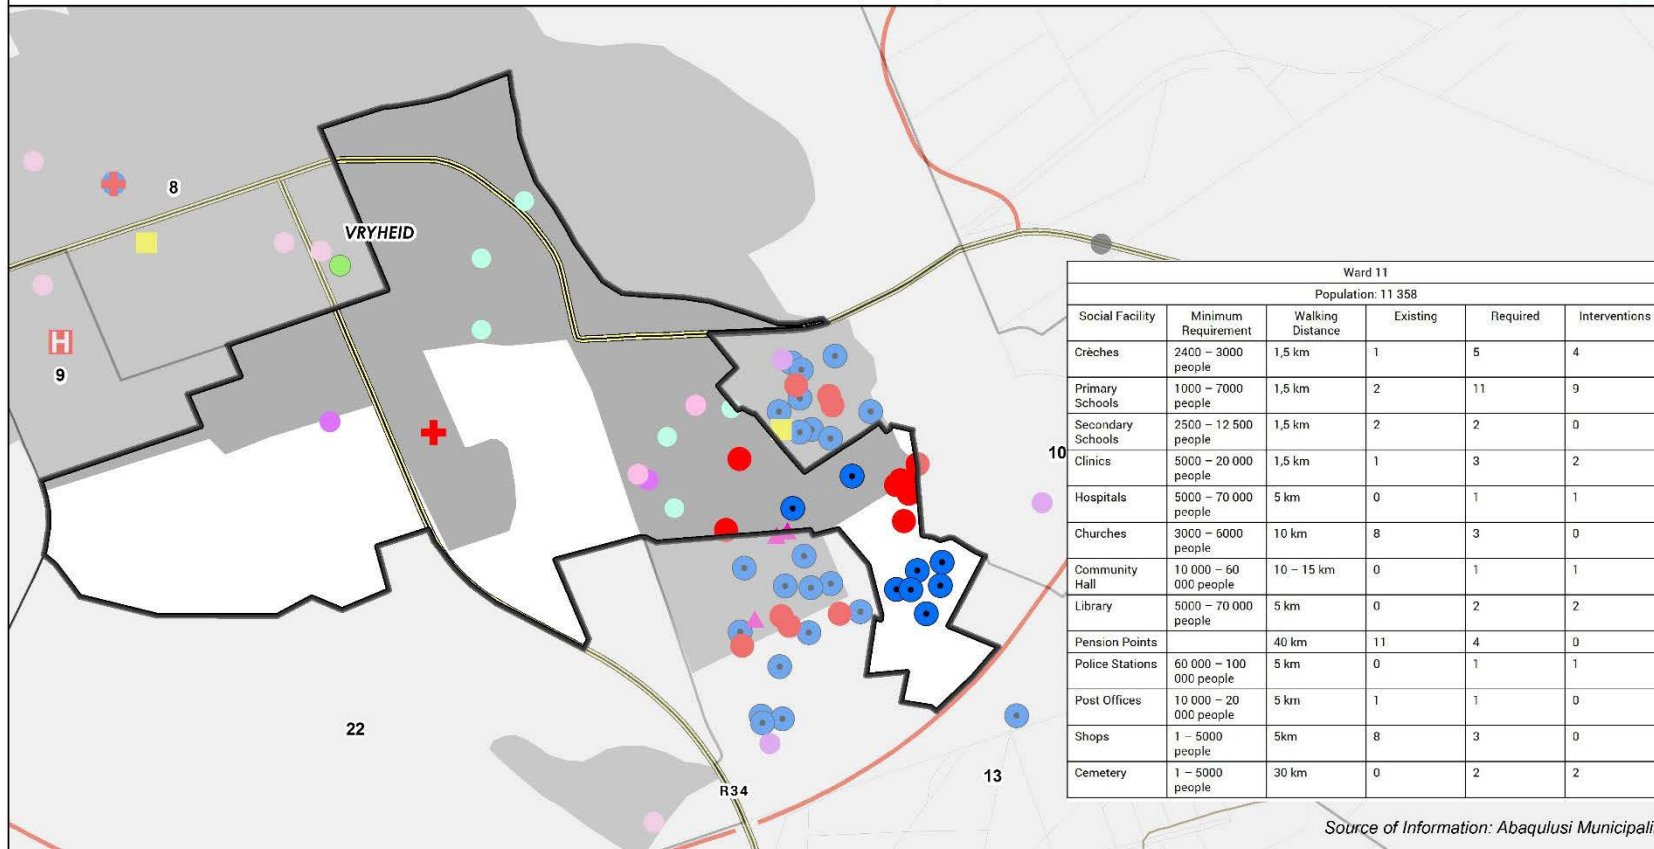 8
VRYHEID
H
9
10
22
R34
13
Ward 11
Population: 11 358
Social Facility Minimum Requirement Walking Distance Existing Required Interventions
Crèches 2400 – 3000 people 1,5 km 1 5 4
Primary Schools 1000 – 7000 people 1,5 km 2 11 9
Secondary Schools 2500 – 12 500 people 1,5 km 2 2 0
Clinics 5000 – 20 000 people 1,5 km 1 3 2
Hospitals 5000 – 70 000 people 5 km 0 1 1
Churches 3000 – 6000 people 10 km 8 3 0
Community Hall 10 000 – 60 000 people 10 – 15 km 0 1 1
Library 5000 – 70 000 people 5 km 0 2 2
Pension Points 40 km 11 4 0
Police Stations 60 000 – 100 000 people 5 km 0 1 1
Post Offices 10 000 – 20 000 people 5 km 1 1 0
Shops 1 – 5000 people 5km 8 3 0
Cemetery 1 – 5000 people 30 km 0 2 2
Source of Information: Abaqulusi Municipali